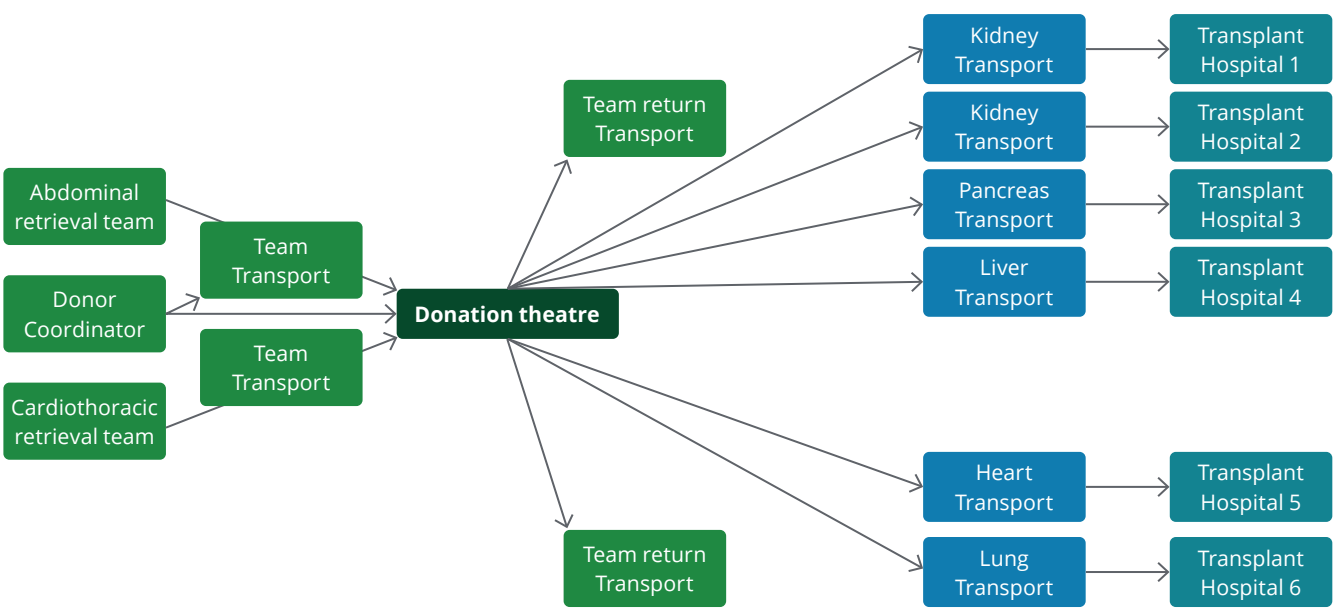 Abdominal
retrieval team
Donor
Coordinator
Cardiothoracic
retrieval team
Team
Transport
Team
Transport
Donation theatre
Team return
Transport
Team return
Transport
Kidney
Transport
Transplant
Hospital 1
Kidney
Transport
Transplant
Hospital 2
Pancreas
Transport
Transplant
Hospital 3
Liver
Transport
Transplant
Hospital 4
Heart
Transport
Transplant
Hospital 5
Lung
Transport
Transplant
Hospital 6